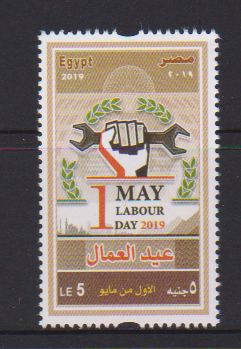 Egypt مصر
2019 ٢٠١٩
1 MAY
LABOUR
DAY 2019
عيد العمال
الأول من مايو
LE 5 ٥ جنيه